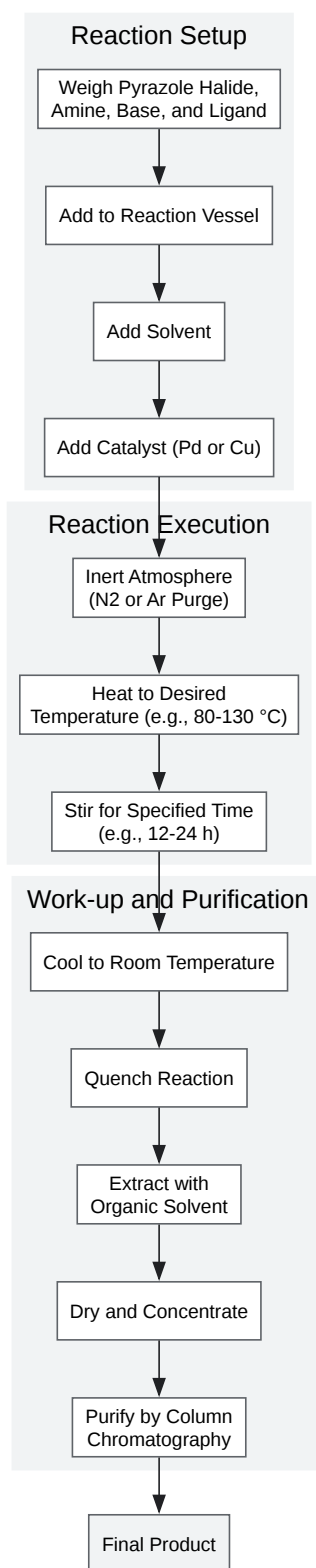 Reaction Setup
Weigh Pyrazole Halide,
Amine, Base, and Ligand
Add to Reaction Vessel
Add Solvent
Add Catalyst (Pd or Cu)
Reaction Execution
Inert Atmosphere
(N2 or Ar Purge)
Heat to Desired
Temperature (e.g., 80-130 °C)
Stir for Specified Time
(e.g., 12-24 h)
Work-up and Purification
Cool to Room Temperature
Quench Reaction
Extract with
Organic Solvent
Dry and Concentrate
Purify by Column
Chromatography
Final Product